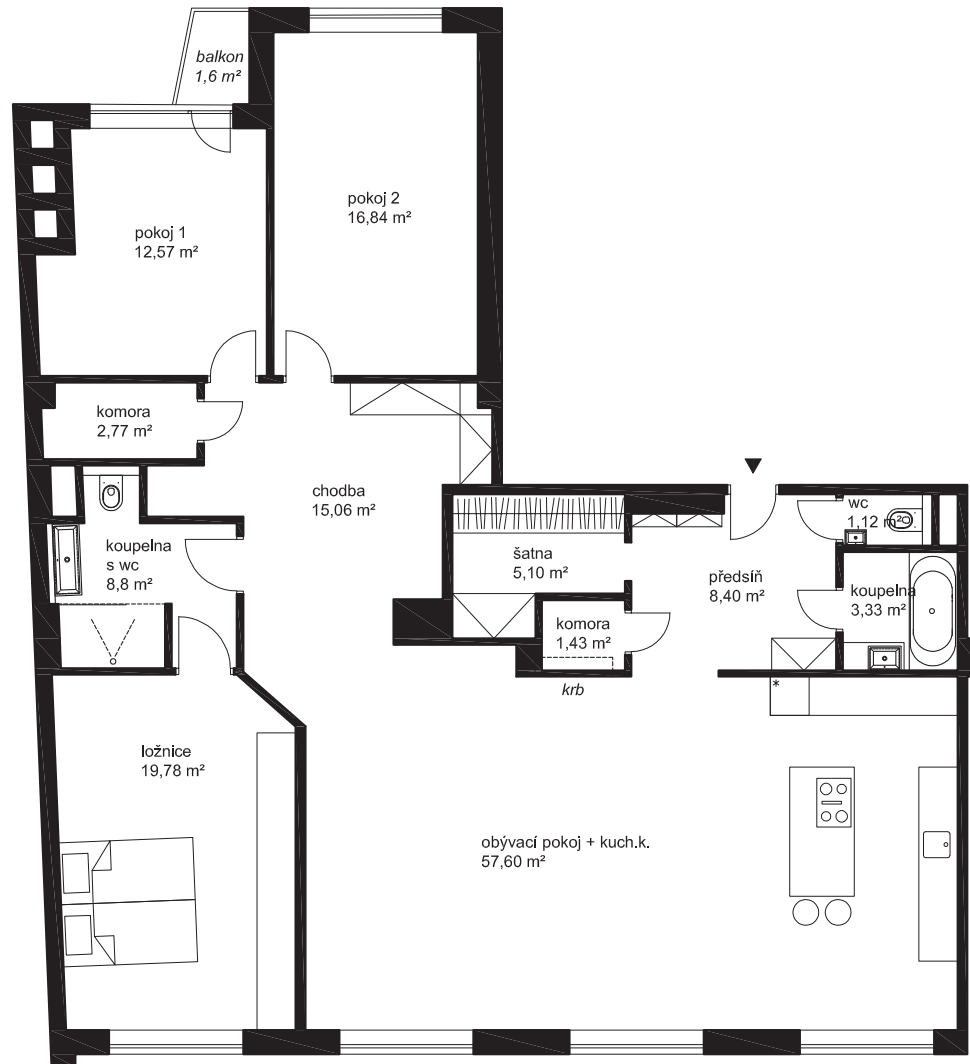 balkon
1,6 m²
pokoj 2
16,84 m²
pokoj 1
12,57 m²
komora
2,77 m²
chodba
15,06 m²
wc
1,12 m²
koupelna
s wc
8,8 m²
šatna
5,10 m²
předsíň
8,40 m²
koupelna
3,33 m²
komora
1,43 m²
krb
*
ložnice
19,78 m²
obývací pokoj + kuch.k.
57,60 m²